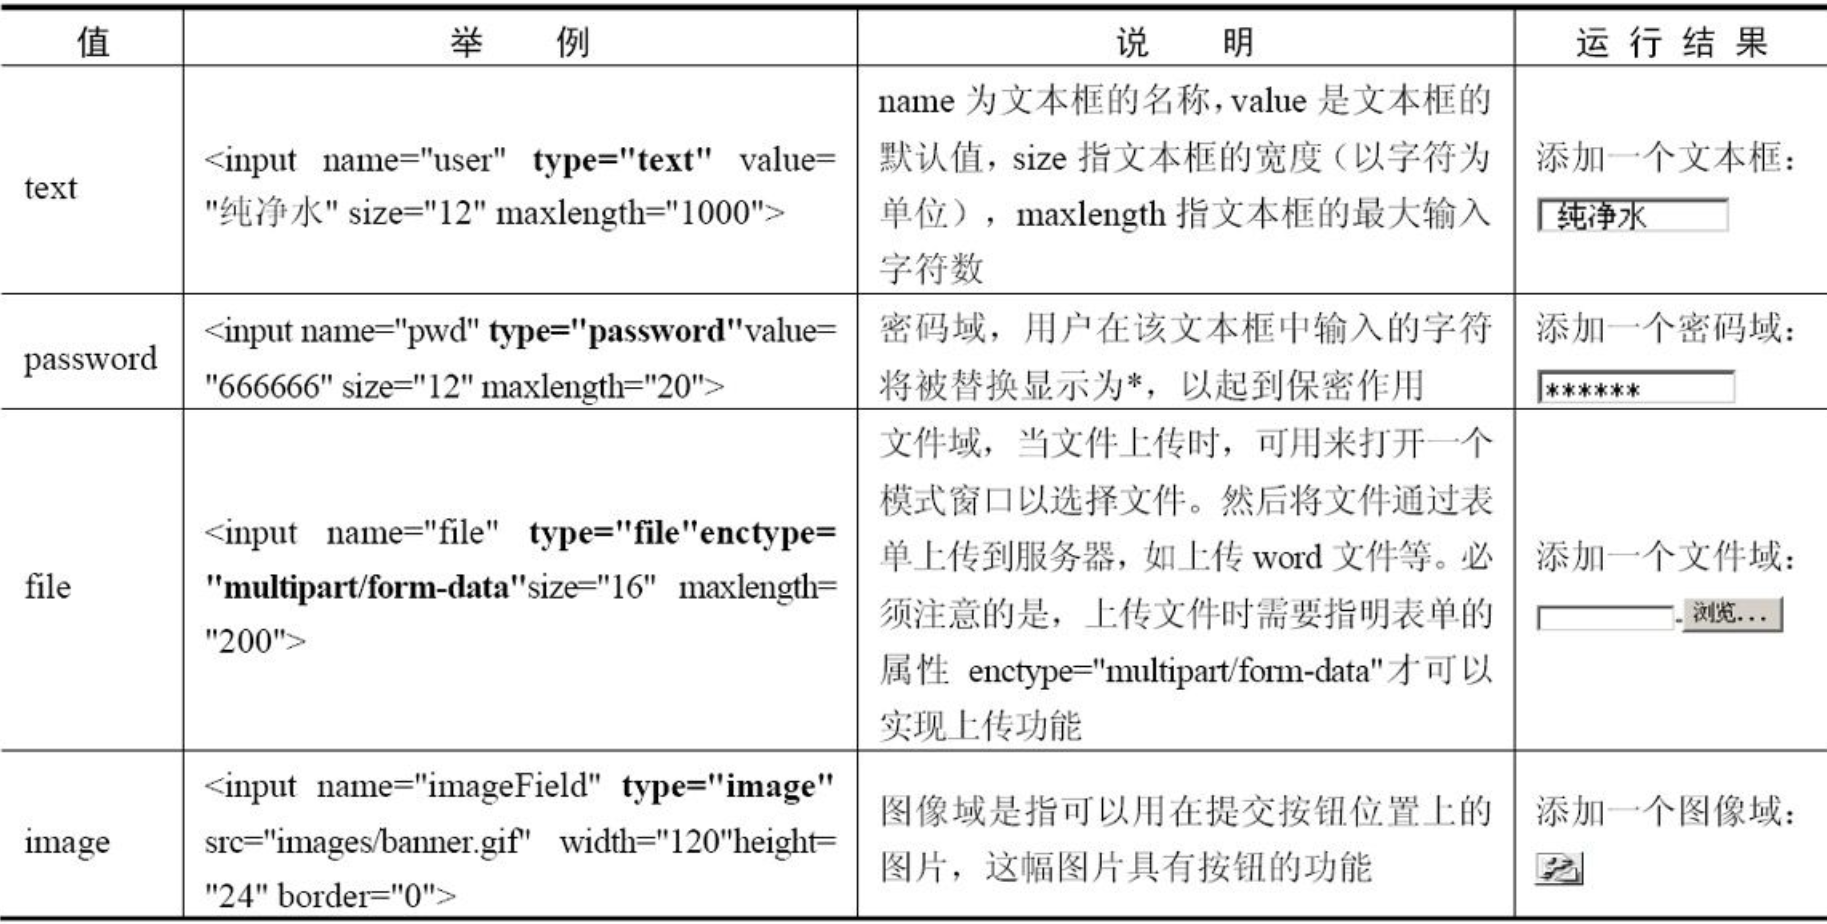 值 举 例 说 明 运 行 结 果
text
<input name="user" type="text" value=
"纯净水" size="12" maxlength="1000">
name 为文本框的名称，value 是文本框的
默认值，size 指文本框的宽度（以字符为
单位），maxlength 指文本框的最大输入
字符数
添加一个文本框：
纯净水
password
<input name="pwd" type="password"value=
"666666" size="12" maxlength="20">
密码域，用户在该文本框中输入的字符
将被替换显示为*，以起到保密作用
添加一个密码域：
******
file
<input name="file" type="file"enctype=
"multipart/form-data"size="16" maxlength=
"200">
文件域，当文件上传时，可用来打开一个
模式窗口以选择文件。然后将文件通过表
单上传到服务器，如上传 word 文件等。必
须注意的是，上传文件时需要指明表单的
属性 enctype="multipart/form-data"才可以
实现上传功能
添加一个文件域：
浏览...
image
<input name="imageField" type="image"
src="images/banner.gif" width="120"height=
"24" border="0">
图像域是指可以用在提交按钮位置上的
图片，这幅图片具有按钮的功能
添加一个图像域：